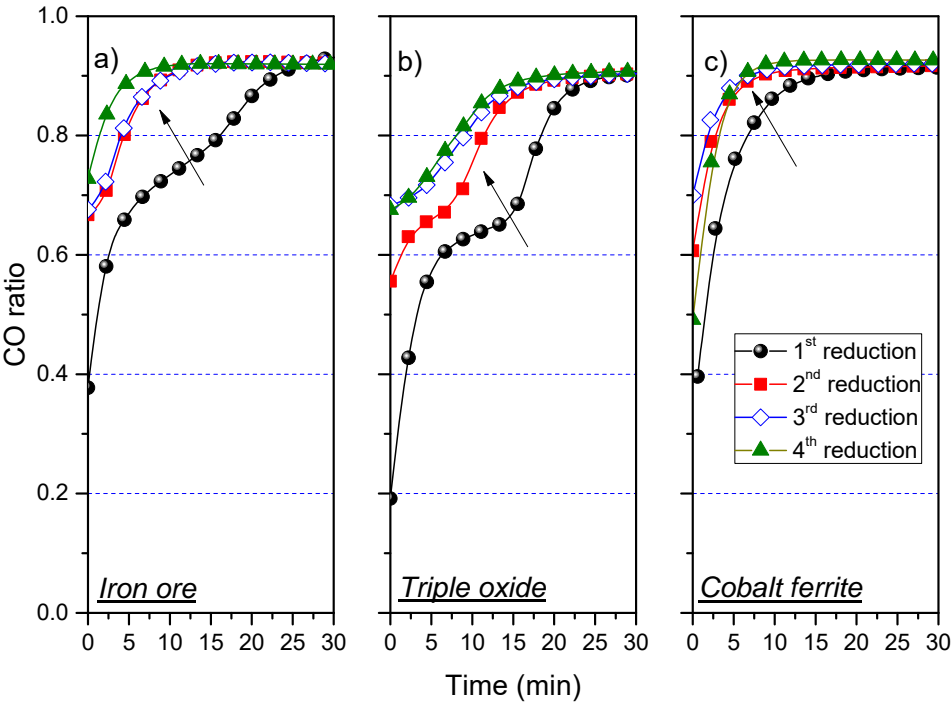 CO ratio
1.0
0.8
0.6
0.4
0.2
0.0
a)
b)
c)
1st reduction
2nd reduction
3rd reduction
4th reduction
Iron ore
Triple oxide
Cobalt ferrite
0 5 10 15 20 25 30
0 5 10 15 20 25 30
0 5 10 15 20 25 30
Time (min)